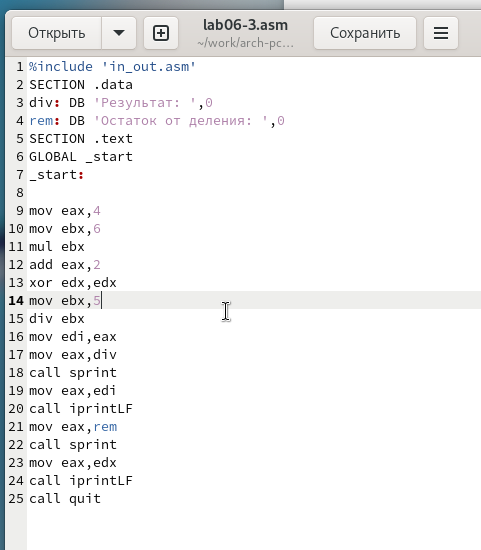 Открыть
lab06-3.asm
~/work/arch-pc...
Сохранить
1 %include 'in_out.asm'
2 SECTION .data
3 div: DB 'Результат: ',0
4 rem: DB 'Остаток от деления: ',0
5 SECTION .text
6 GLOBAL _start
7 _start:
8
9 mov eax,4
10 mov ebx,6
11 mul ebx
12 add eax,2
13 xor edx,edx
14 mov ebx,5
15 div ebx
16 mov edi,eax
17 mov eax,div
18 call sprint
19 mov eax,edi
20 call iprintLF
21 mov eax,rem
22 call sprint
23 mov eax,edx
24 call iprintLF
25 call quit